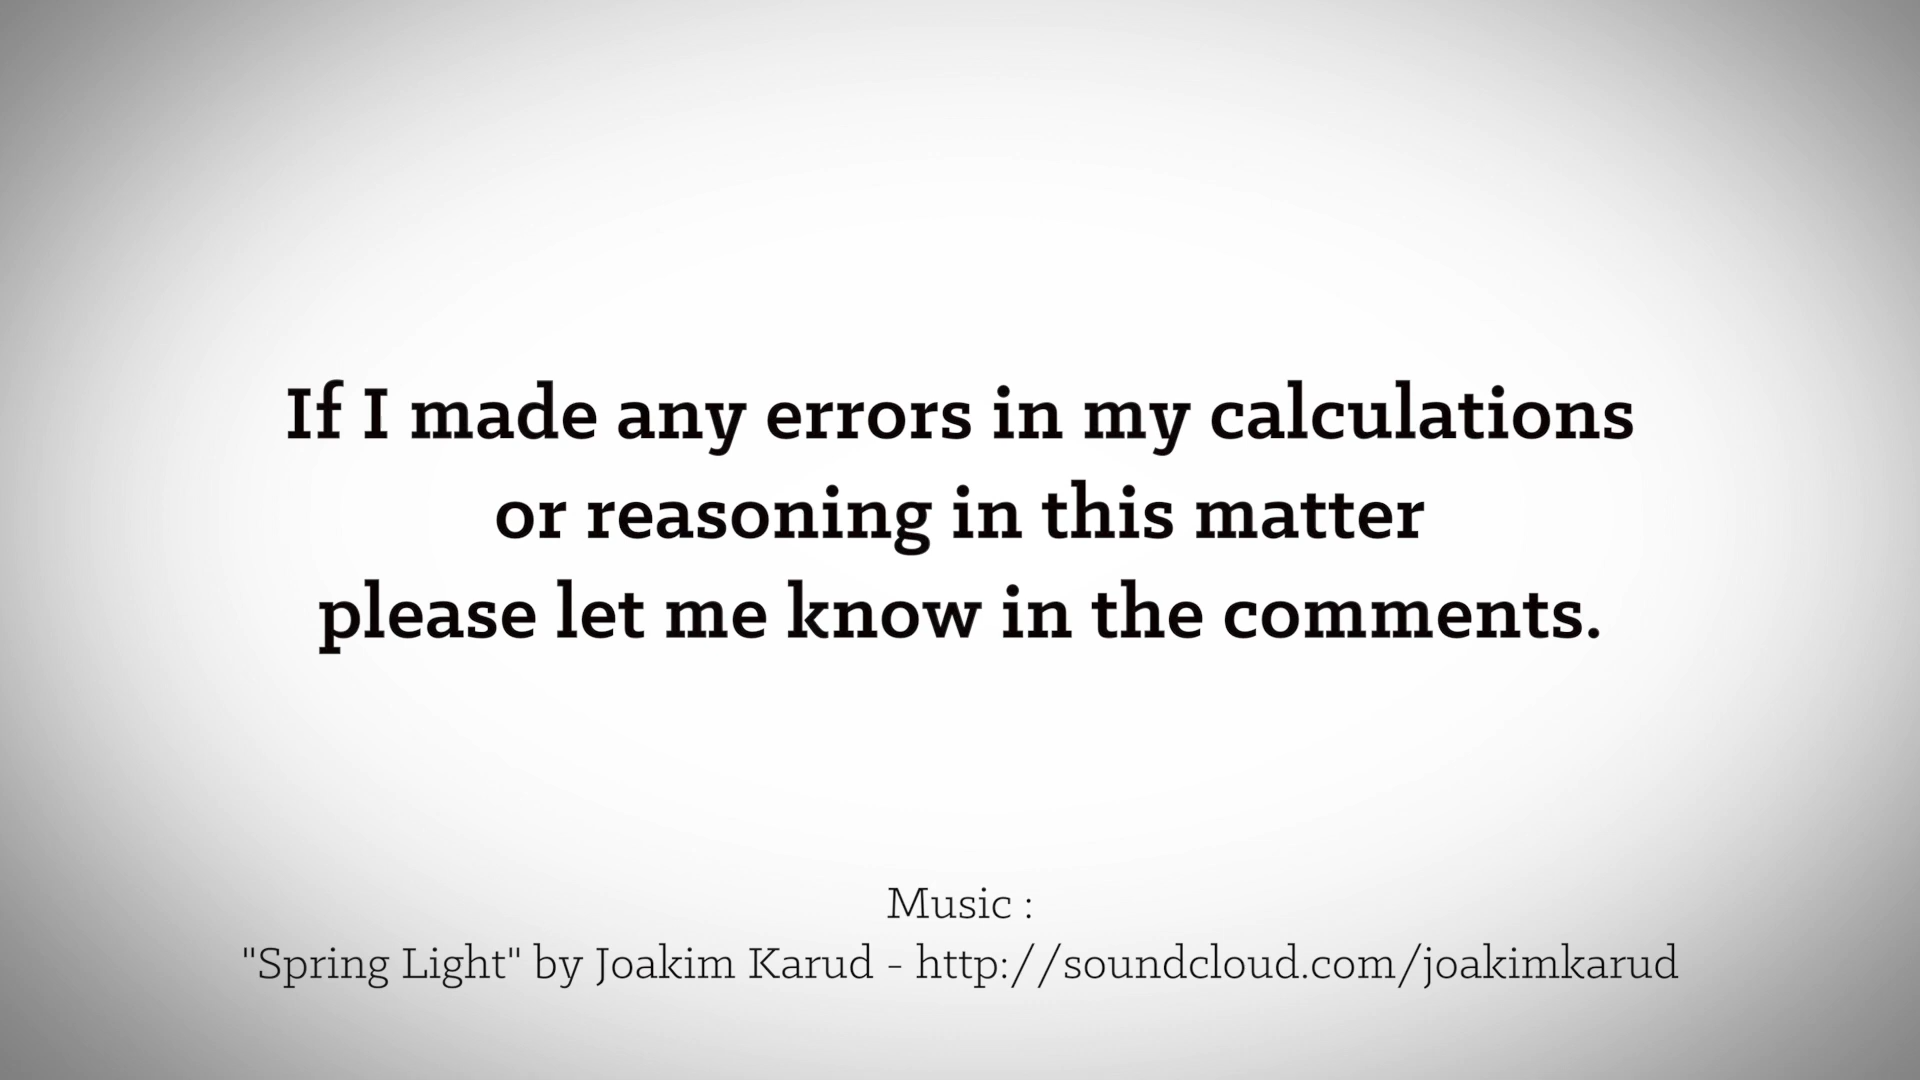 If I made any errors in my calculations
or reasoning in this matter
please let me know in the comments.
Music :
"Spring Light" by Joakim Karud - http://soundcloud.com/joakimkarud